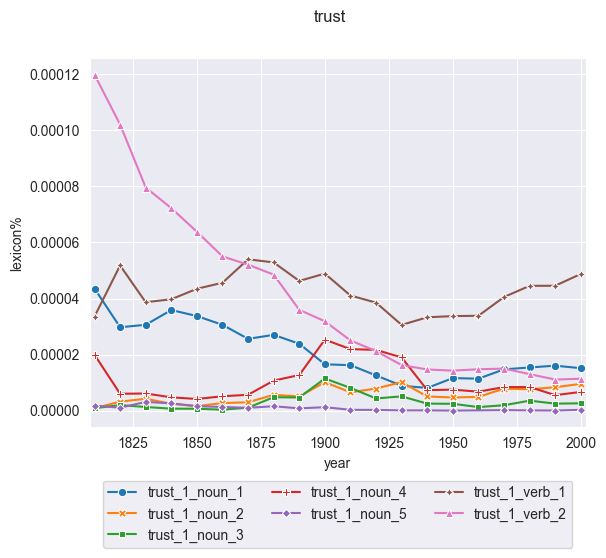 trust
0.00012
0.00010
0.00008
0.00006
0.00004
0.00002
0.00000
lexicon%
1825 1850 1875 1900 1925 1950 1975 2000
year
trust_1_noun_1 trust_1_noun_4 trust_1_verb_1
trust_1_noun_2 trust_1_noun_5 trust_1_verb_2
trust_1_noun_3